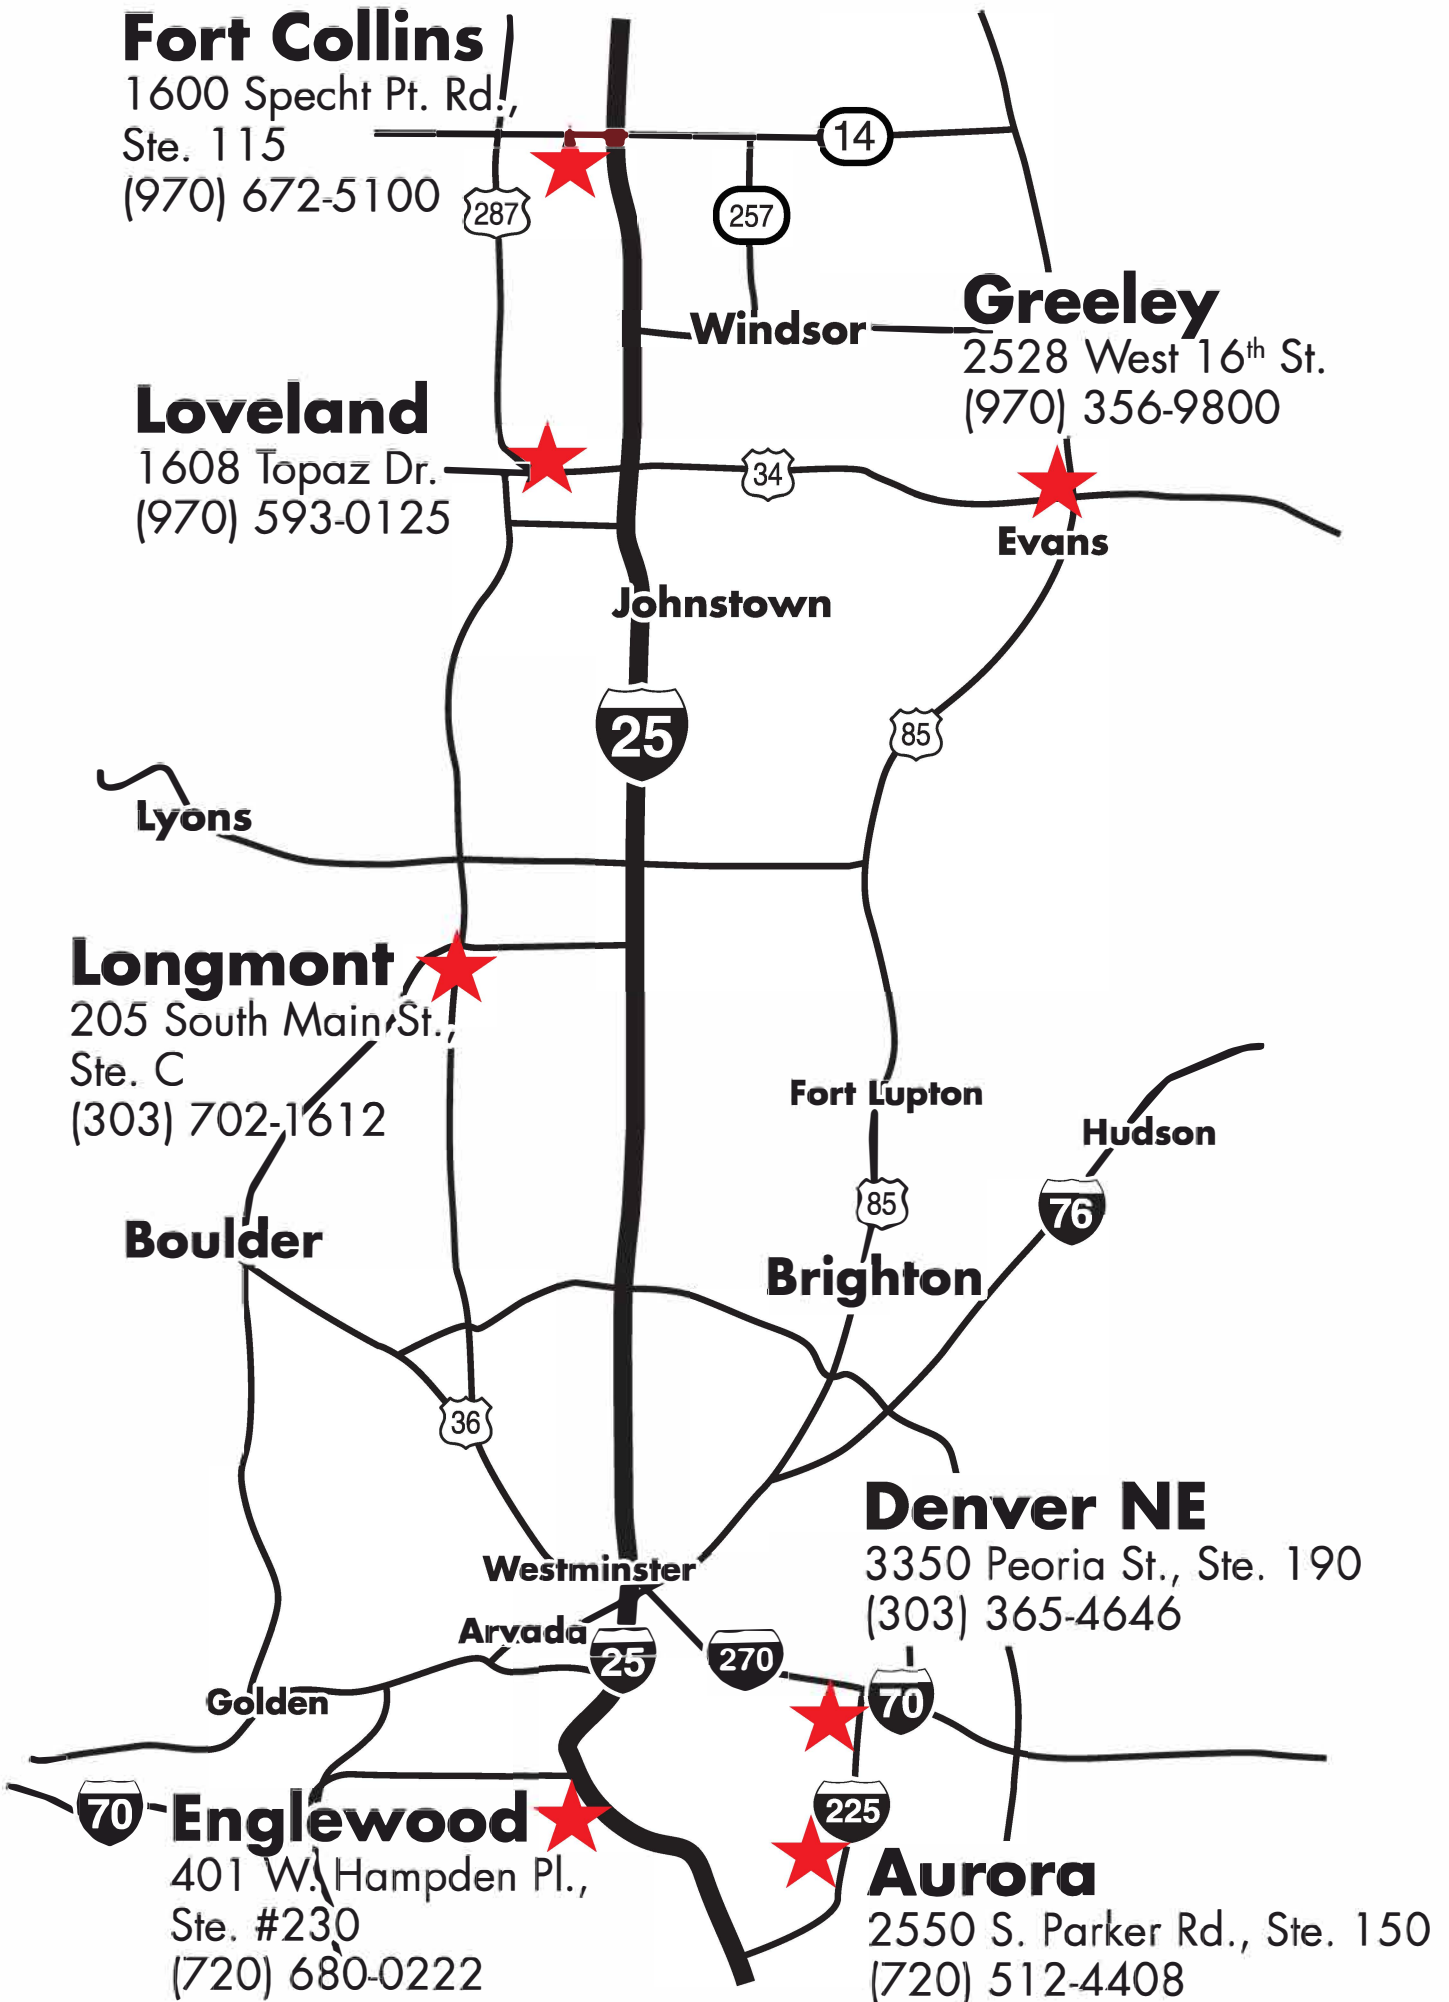 Fort Collins
1600 Specht Pt. Rd.,
Ste. 115
(970) 672-5100
14
287
257
Greeley
2528 West 16th St.
(970) 356-9800
Windsor
Loveland
1608 Topaz Dr.
(970) 593-0125
34
Evans
Johnstown
25
85
Lyons
Longmont
205 South Main St.,
Ste. C
(303) 702-1612
Fort Lupton
Hudson
85
76
Boulder
Brighton
36
Denver NE
3350 Peoria St., Ste. 190
(303) 365-4646
Westminster
Arvada
25
270
70
Golden
70
225
Englewood
401 W. Hampden Pl.,
Ste. #230
(720) 680-0222
Aurora
2550 S. Parker Rd., Ste. 150
(720) 512-4408